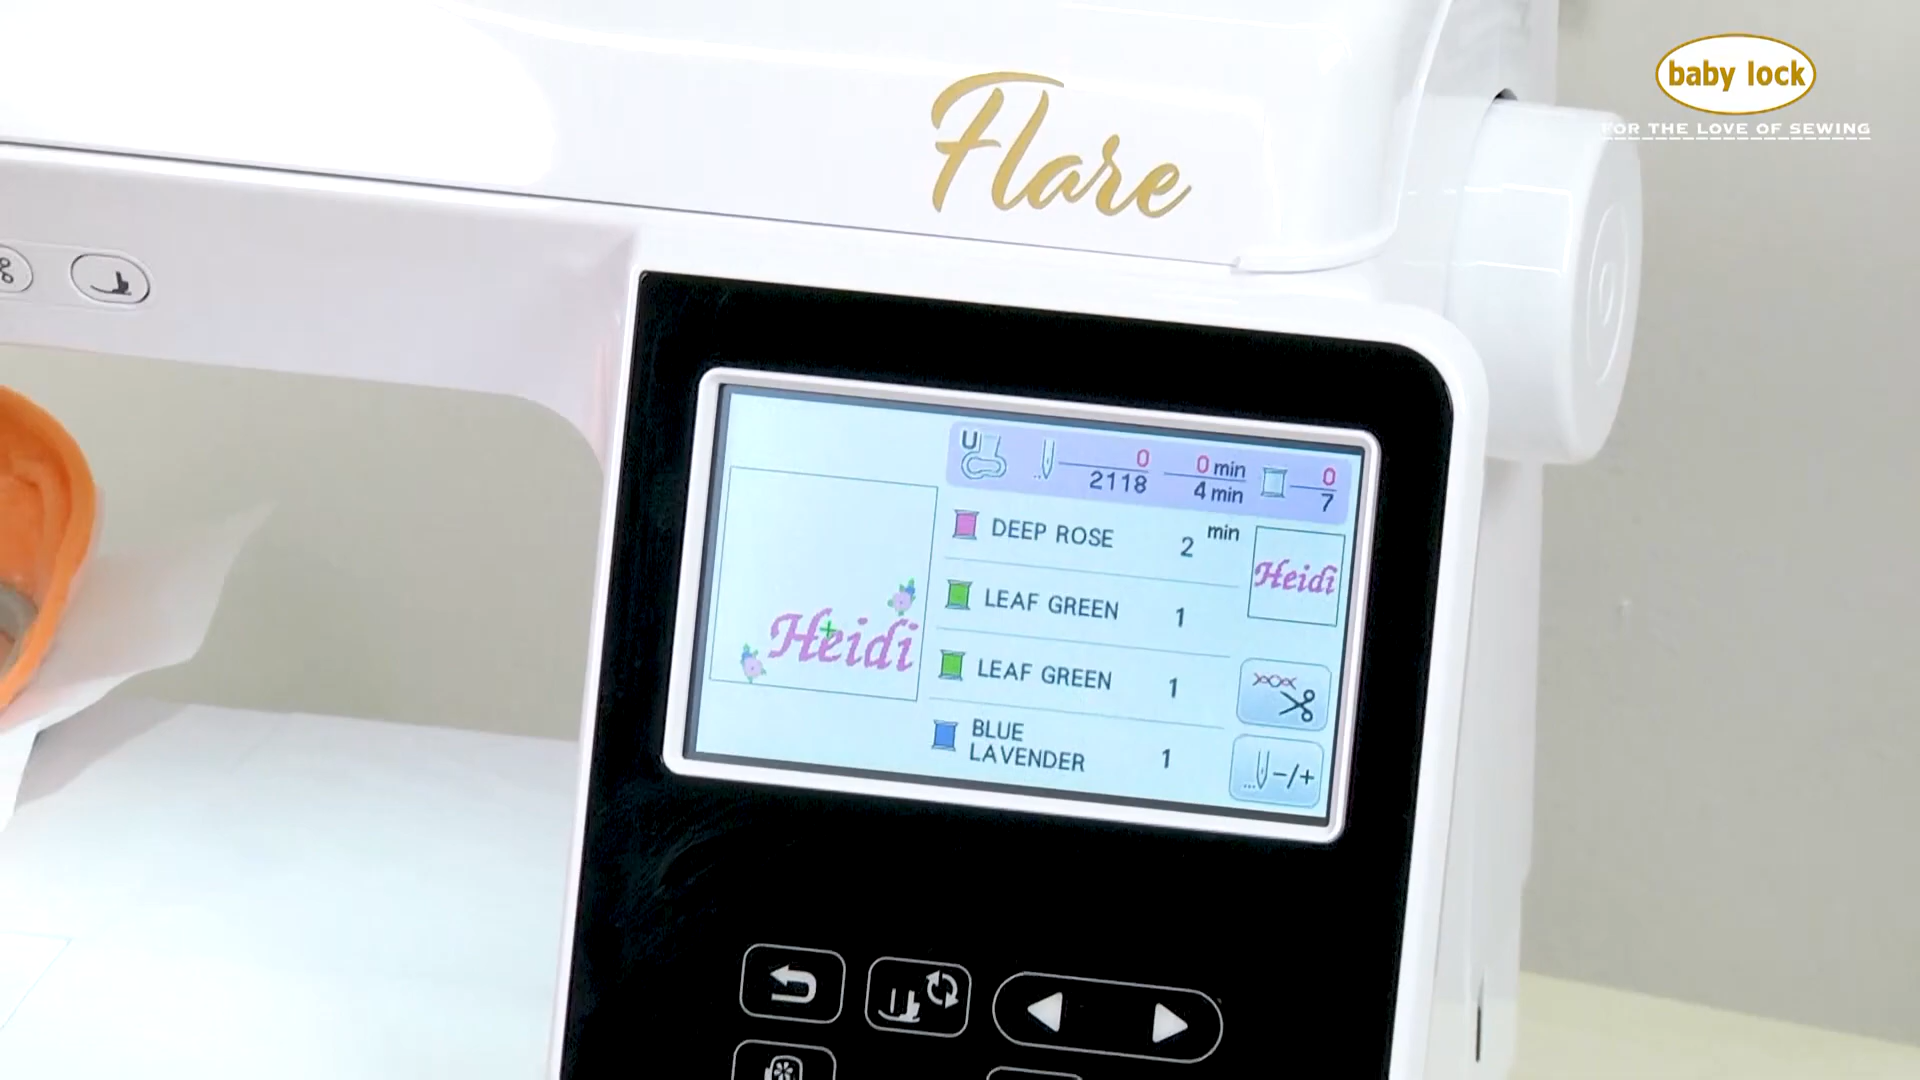 baby lock
FOR THE LOVE OF SEWING
Flare
U 0 0 min 0
2118 4 min 7
DEEP ROSE 2 min
Heidi
LEAF GREEN 1
Heidi
LEAF GREEN 1
BLUE
LAVENDER 1
-/+